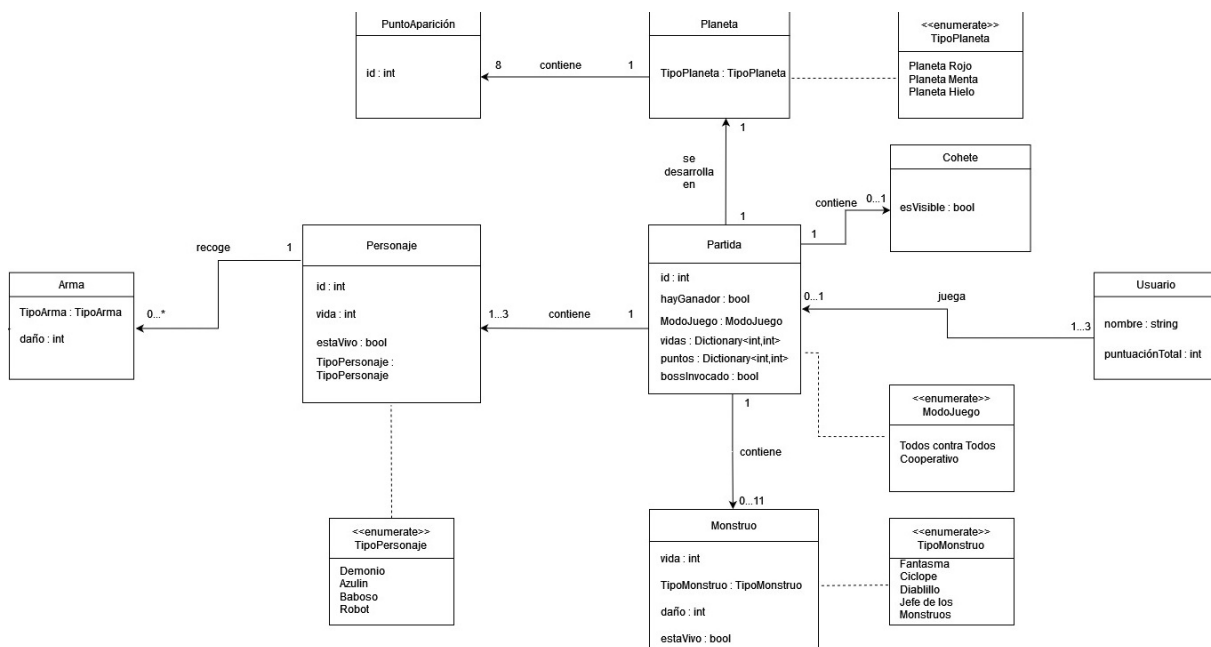 PuntoAparición
id : int
8
contiene
1
Planeta
TipoPlaneta : TipoPlaneta
<<enumerate>>
TipoPlaneta
Planeta Rojo
Planeta Menta
Planeta Hielo
1
se
desarrolla
en
1
Cohete
esVisible : bool
contiene
0...1
1
recoge
1
Arma
TipoArma : TipoArma
daño : int
0...*
Personaje
id : int
vida : int
estaVivo : bool
TipoPersonaje :
TipoPersonaje
1...3
contiene
1
Partida
id : int
hayGanador : bool
ModoJuego : ModoJuego
vidas : Dictionary<int,int>
puntos : Dictionary<int,int>
bossInvocado : bool
0...1
juega
1...3
Usuario
nombre : string
puntuaciónTotal : int
<<enumerate>>
ModoJuego
Todos contra Todos
Cooperativo
1
contiene
0...11
<<enumerate>>
TipoPersonaje
Demonio
Azulin
Baboso
Robot
Monstruo
vida : int
TipoMonstruo : TipoMonstruo
daño : int
estaVivo : bool
<<enumerate>>
TipoMonstruo
Fantasma
Ciclope
Diablillo
Jefe de los
Monstruos